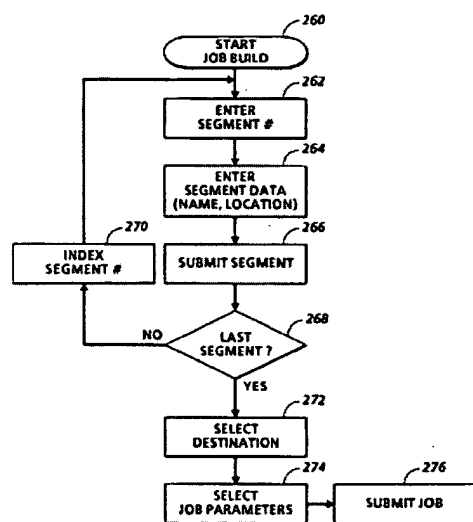 260
START
JOB BUILD
262
ENTER
SEGMENT #
264
ENTER
SEGMENT DATA
(NAME, LOCATION)
270
INDEX
SEGMENT #
266
SUBMIT SEGMENT
268
LAST
SEGMENT ?
NO
YES
272
SELECT
DESTINATION
274
SELECT
JOB PARAMETERS
276
SUBMIT JOB